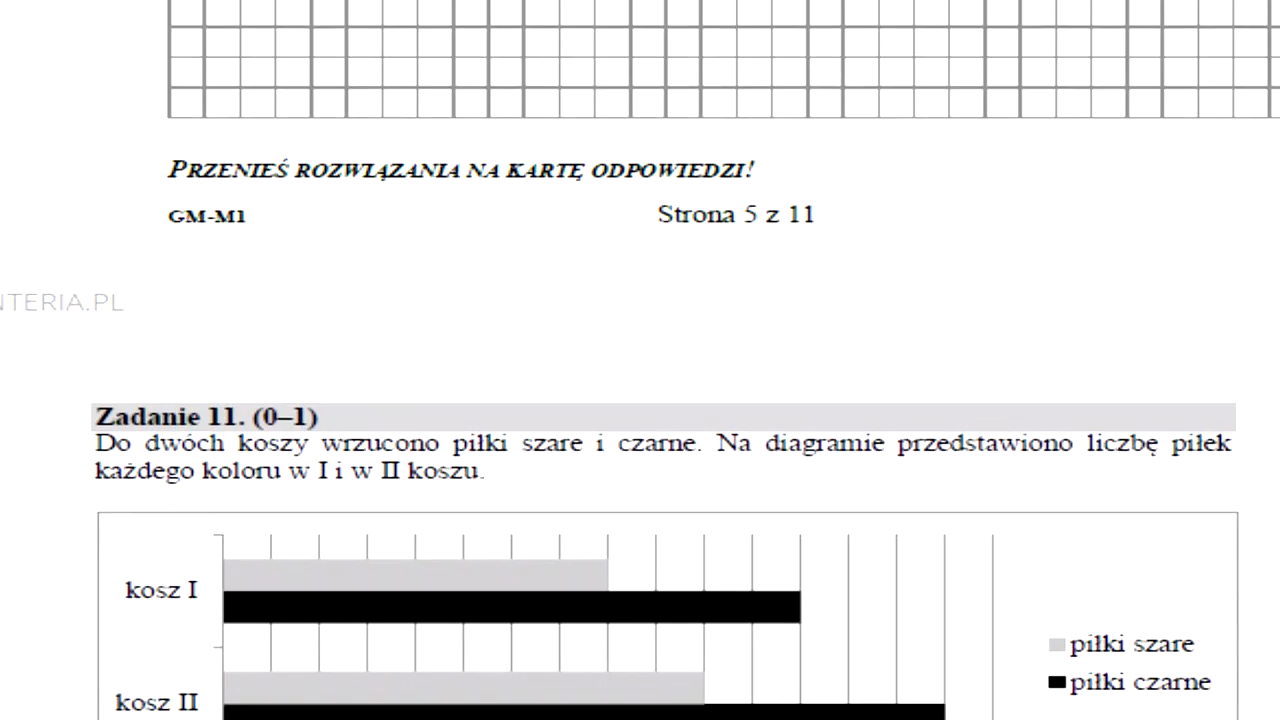 PRZENIEŚ ROZWIĄZANIA NA KARTĘ ODPOWIEDZI!
GM-M1 Strona 5 z 11
NTERIA.PL
Zadanie 11. (0–1)
Do dwóch koszy wrzucono piłki szare i czarne. Na diagramie przedstawiono liczbę piłek
każdego koloru w I i w II koszu.
kosz I
piłki szare
piłki czarne
kosz II